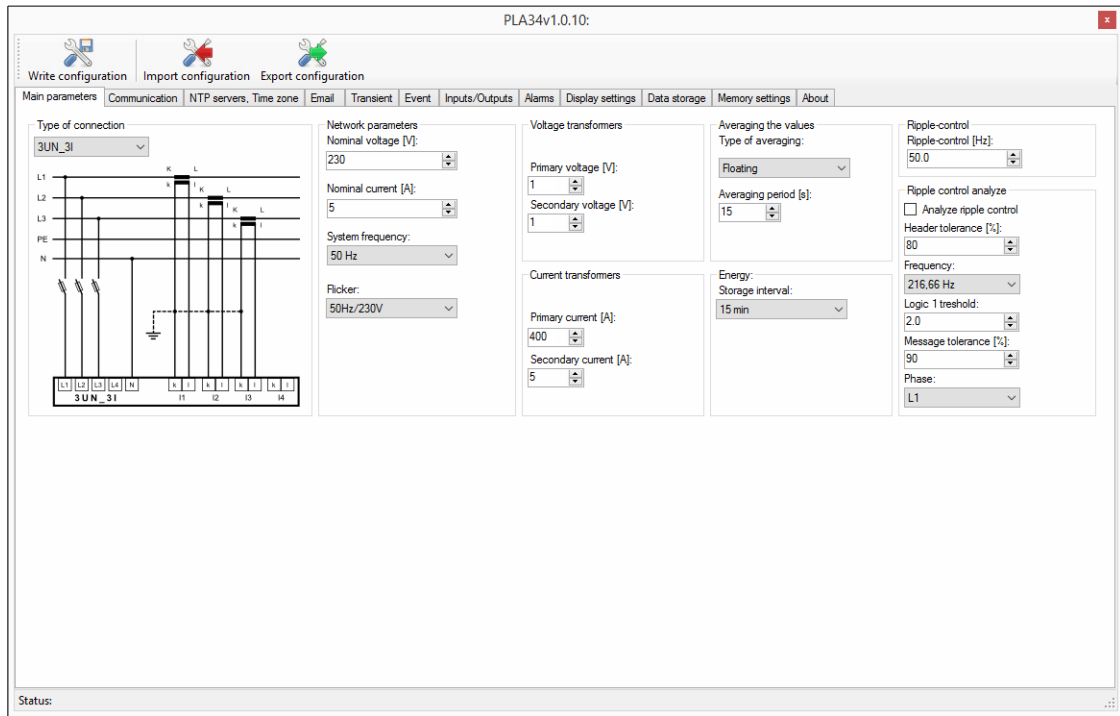 PLA34v1.0.10:
x
Write configuration
Import configuration
Export configuration
Main parameters
Communication
NTP servers, Time zone
Email
Transient
Event
Inputs/Outputs
Alarms
Display settings
Data storage
Memory settings
About
Type of connection
3UN_3I
K L
L1
k l
K L
L2
k l
K L
L3
k l
PE
N
L1 L2 L3 L4 N k l k l k l k l
3UN_3I I1 I2 I3 I4
Network parameters
Nominal voltage [V]:
230
Nominal current [A]:
5
System frequency:
50 Hz
Flicker:
50Hz/230V
Voltage transformers
Primary voltage [V]:
1
Secondary voltage [V]:
1
Current transformers
Primary current [A]:
400
Secondary current [A]:
5
Averaging the values
Type of averaging:
Floating
Averaging period [s]:
15
Energy:
Storage interval:
15 min
Ripple-control
Ripple-control [Hz]:
50.0
Ripple control analyze
Analyze ripple control
Header tolerance [%]:
80
Frequency:
216,66 Hz
Logic 1 treshold:
2.0
Message tolerance [%]:
90
Phase:
L1
Status: